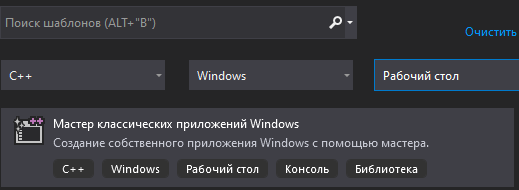 Поиск шаблонов (ALT+"B")
Очистить
C++
Windows
Рабочий стол
Мастер классических приложений Windows
Создание собственного приложения Windows с помощью мастера.
C++ Windows Рабочий стол Консоль Библиотека